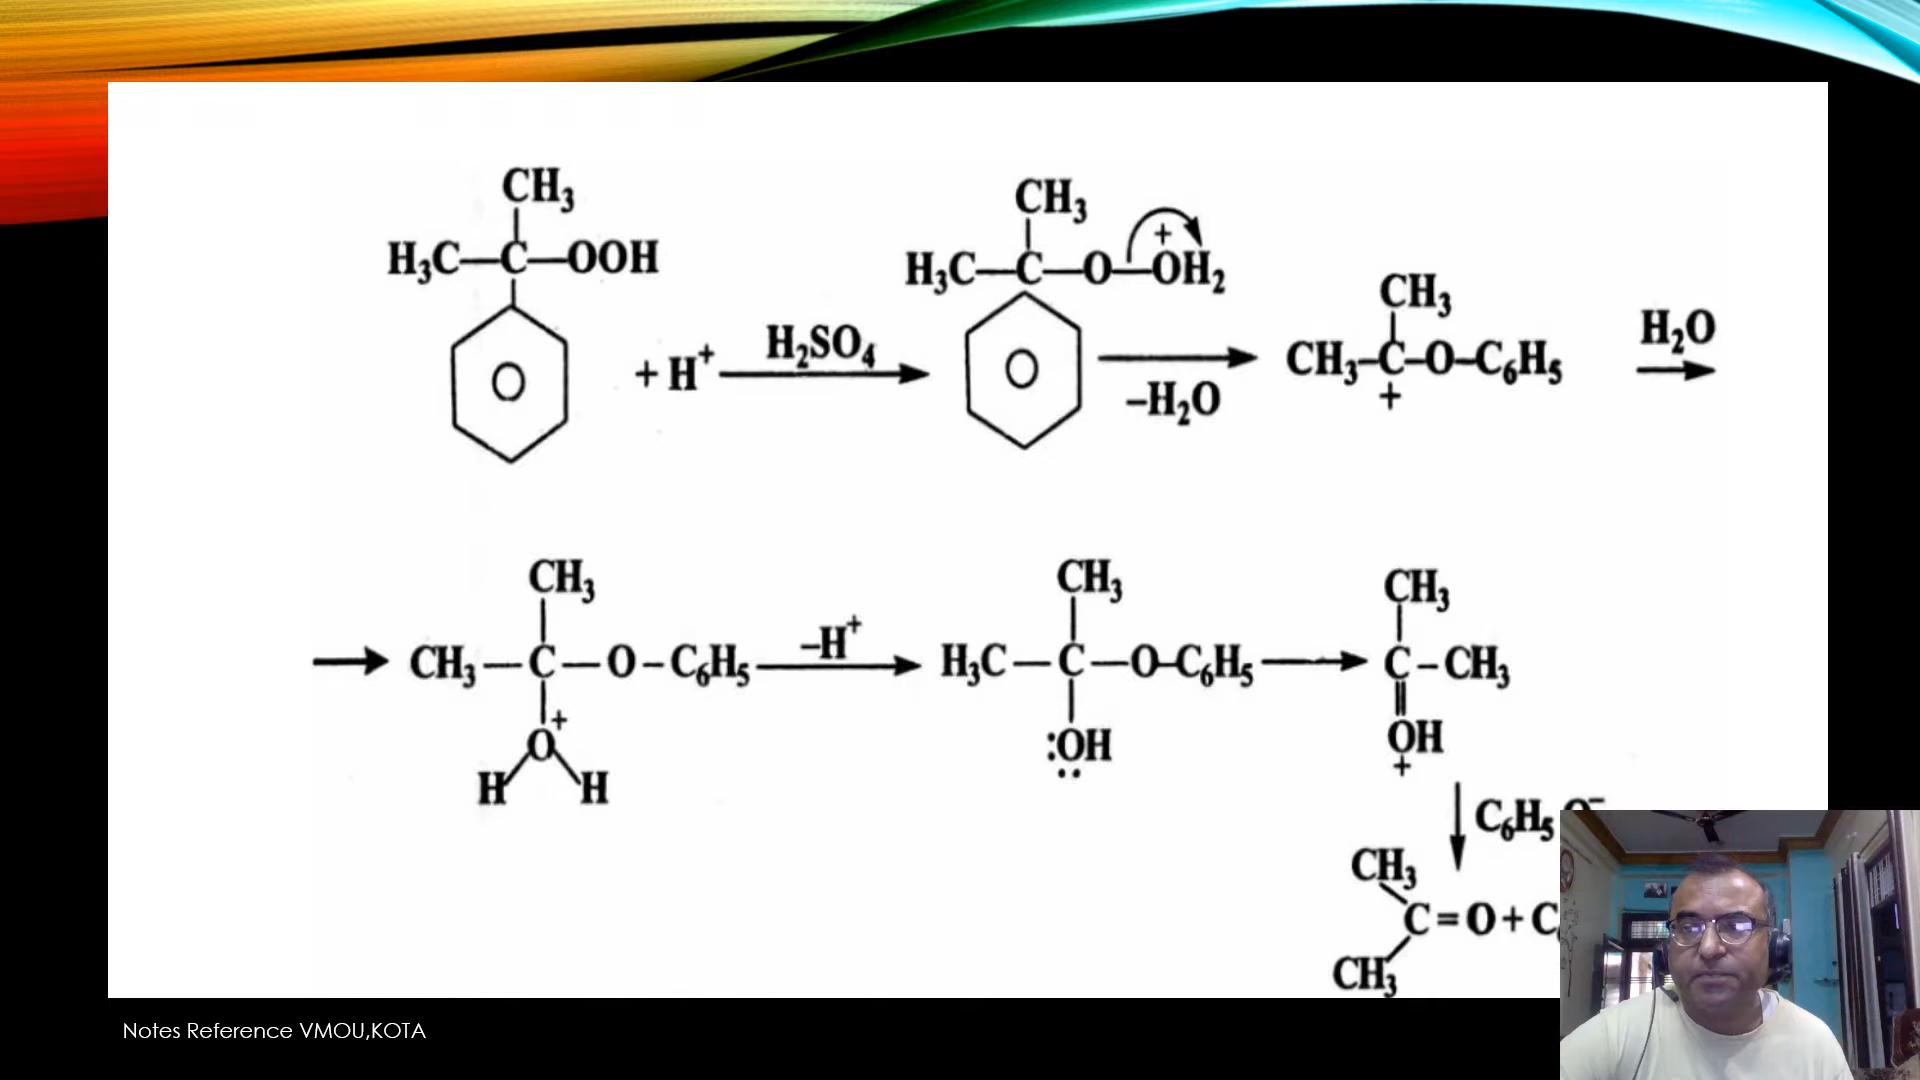 CH₃
H₃C—C—OOH
+ H⁺
H₂SO₄
CH₃
H₃C—C—O—OH₂
+
–H₂O
CH₃
CH₃–C–O–C₆H₅
+
H₂O
CH₃
CH₃—C—O–C₆H₅
+
O
H H
–H⁺
CH₃
H₃C—C—O–C₆H₅
:OH
CH₃
C–CH₃
OH
+
C₆H₅
CH₃
C=O+C
CH₃
Notes Reference VMOU,KOTA